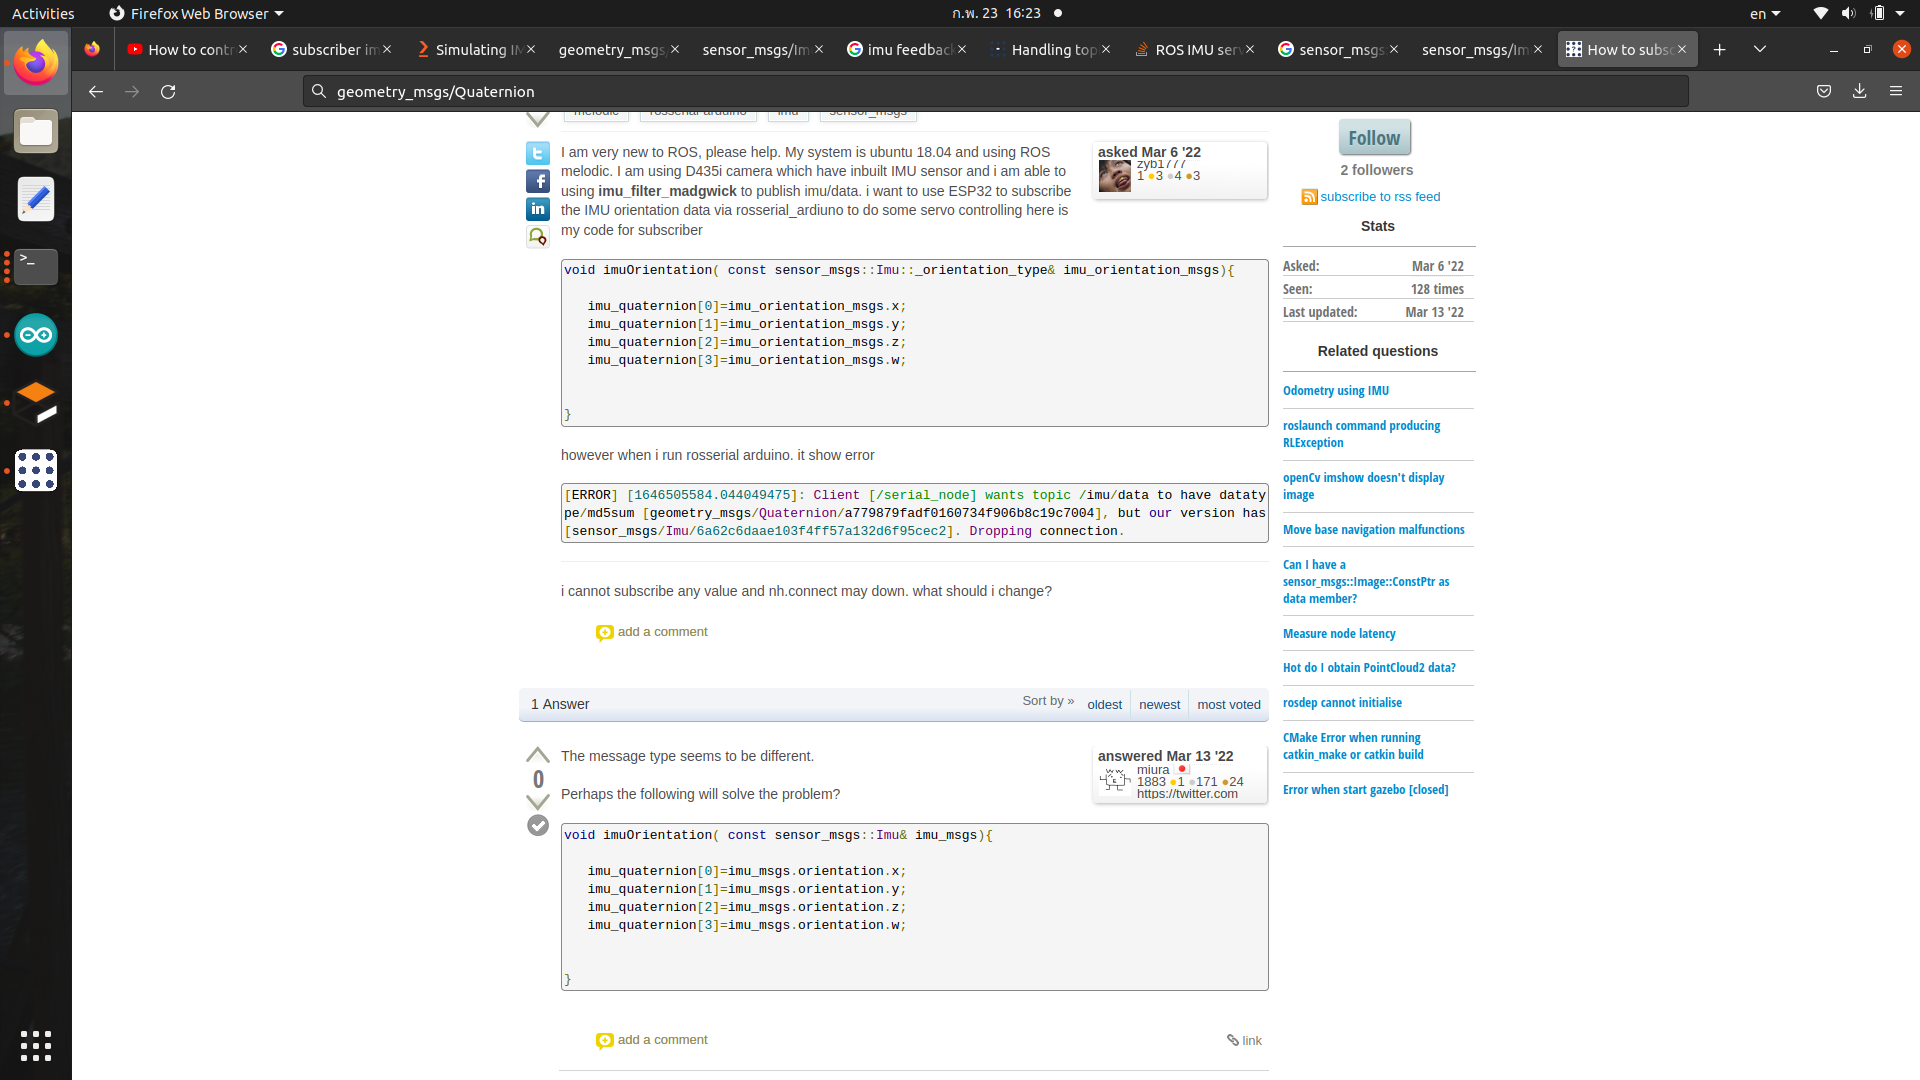 Activities
Firefox Web Browser
ก.พ. 23 16:23
en
How to contr
subscriber im
Simulating IM
geometry_msgs/
sensor_msgs/Im
imu feedback
Handling top
ROS IMU serv
sensor_msgs
sensor_msgs/Im
How to subsc
geometry_msgs/Quaternion
melodic
rosserial arduino
imu
sensor_msgs
I am very new to ROS, please help. My system is ubuntu 18.04 and using ROS
melodic. I am using D435i camera which have inbuilt IMU sensor and i am able to
using imu_filter_madgwick to publish imu/data. i want to use ESP32 to subscribe
the IMU orientation data via rosserial_ardiuno to do some servo controlling here is
my code for subscriber
asked Mar 6 '22
zyb1777
1 ●3 ●4 ●3
void imuOrientation( const sensor_msgs::Imu::_orientation_type& imu_orientation_msgs){
imu_quaternion[0]=imu_orientation_msgs.x;
imu_quaternion[1]=imu_orientation_msgs.y;
imu_quaternion[2]=imu_orientation_msgs.z;
imu_quaternion[3]=imu_orientation_msgs.w;
}
however when i run rosserial arduino. it show error
[ERROR] [1646505584.044049475]: Client [/serial_node] wants topic /imu/data to have dataty
pe/md5sum [geometry_msgs/Quaternion/a779879fadf0160734f906b8c19c7004], but our version has
[sensor_msgs/Imu/6a62c6daae103f4ff57a132d6f95cec2]. Dropping connection.
i cannot subscribe any value and nh.connect may down. what should i change?
add a comment
1 Answer
Sort by »
oldest
newest
most voted
0
The message type seems to be different.
Perhaps the following will solve the problem?
answered Mar 13 '22
miura
1883 ●1 ●171 ●24
https://twitter.com
void imuOrientation( const sensor_msgs::Imu& imu_msgs){
imu_quaternion[0]=imu_msgs.orientation.x;
imu_quaternion[1]=imu_msgs.orientation.y;
imu_quaternion[2]=imu_msgs.orientation.z;
imu_quaternion[3]=imu_msgs.orientation.w;
}
add a comment
link
Follow
2 followers
subscribe to rss feed
Stats
Asked: Mar 6 '22
Seen: 128 times
Last updated: Mar 13 '22
Related questions
Odometry using IMU
roslaunch command producing
RLException
openCv imshow doesn't display
image
Move base navigation malfunctions
Can I have a
sensor_msgs::Image::ConstPtr as
data member?
Measure node latency
Hot do I obtain PointCloud2 data?
rosdep cannot initialise
CMake Error when running
catkin_make or catkin build
Error when start gazebo [closed]